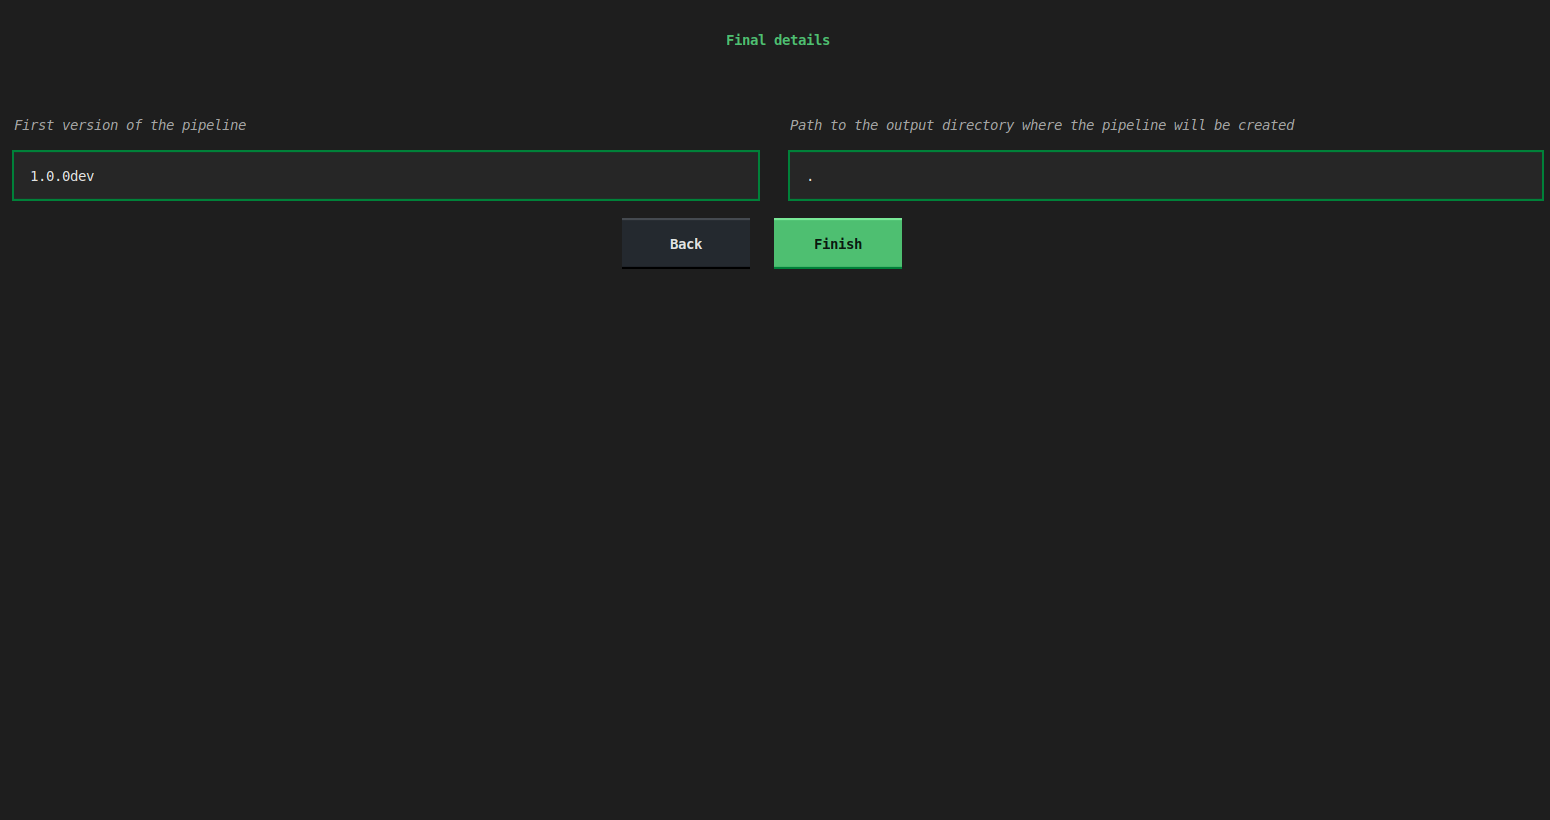 Final details
First version of the pipeline
Path to the output directory where the pipeline will be created
1.0.0dev
.
Back
Finish